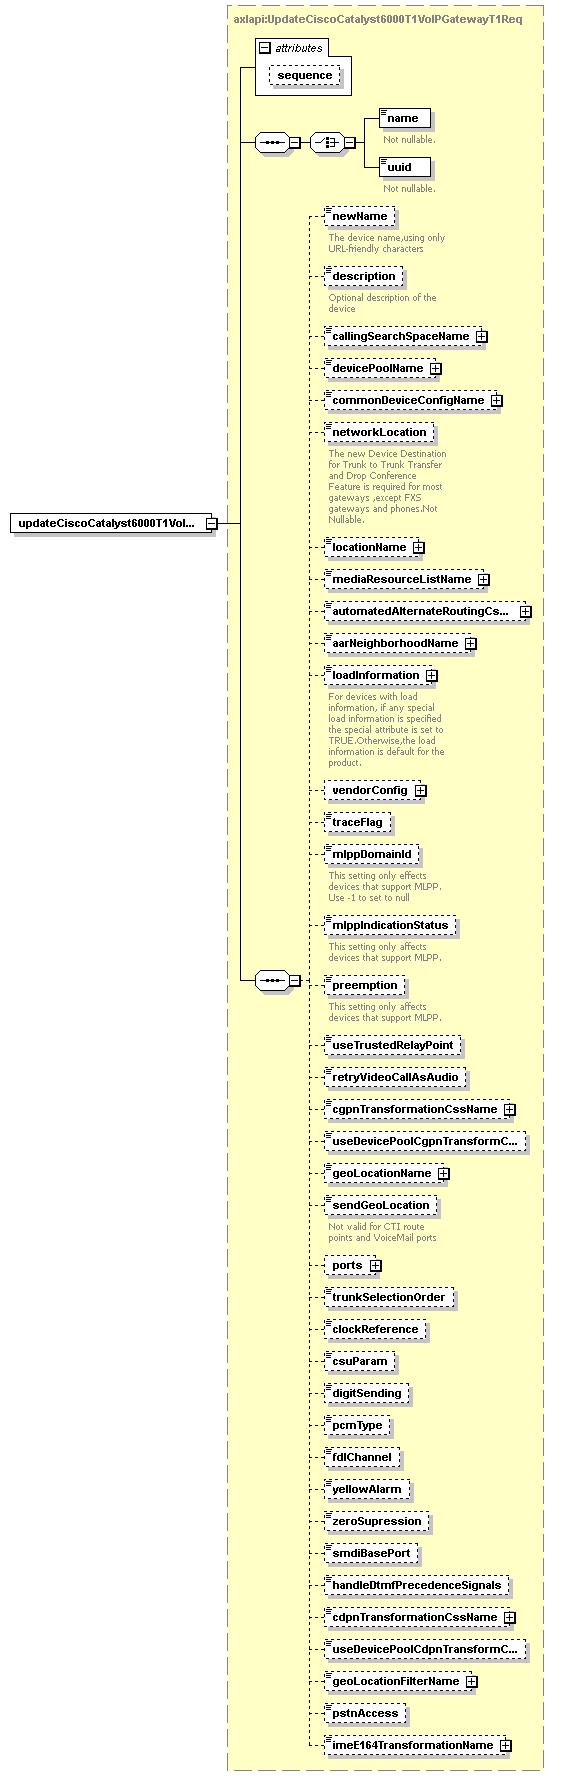 axlapi:UpdateCiscoCatalyst6000T1VoIPGatewayT1Req
attributes
sequence
name
Not nullable.
uuid
Not nullable.
newName
The device name,using only
URL-friendly characters
description
Optional description of the
device
callingSearchSpaceName
devicePoolName
commonDeviceConfigName
networkLocation
The new Device Destination
for Trunk to Trunk Transfer
and Drop Conference
Feature is required for most
gateways ,except FXS
gateways and phones.Not
Nullable.
updateCiscoCatalyst6000T1VoI...
locationName
mediaResourceListName
automatedAlternateRoutingCs...
aarNeighborhoodName
loadInformation
For devices with load
information, if any special
load information is specified
the special attribute is set to
TRUE.Otherwise,the load
information is default for the
product.
vendorConfig
traceFlag
mlppDomainId
This setting only effects
devices that support MLPP.
Use -1 to set to null
mlppIndicationStatus
This setting only affects
devices that support MLPP.
preemption
This setting only affects
devices that support MLPP.
useTrustedRelayPoint
retryVideoCallAsAudio
cgpnTransformationCssName
useDevicePoolCgpnTransformC...
geoLocationName
sendGeoLocation
Not valid for CTI route
points and VoiceMail ports
ports
trunkSelectionOrder
clockReference
csuParam
digitSending
pcmType
fdlChannel
yellowAlarm
zeroSupression
smdiBasePort
handleDtmfPrecedenceSignals
cdpnTransformationCssName
useDevicePoolCdpnTransformC...
geoLocationFilterName
pstnAccess
imeE164TransformationName